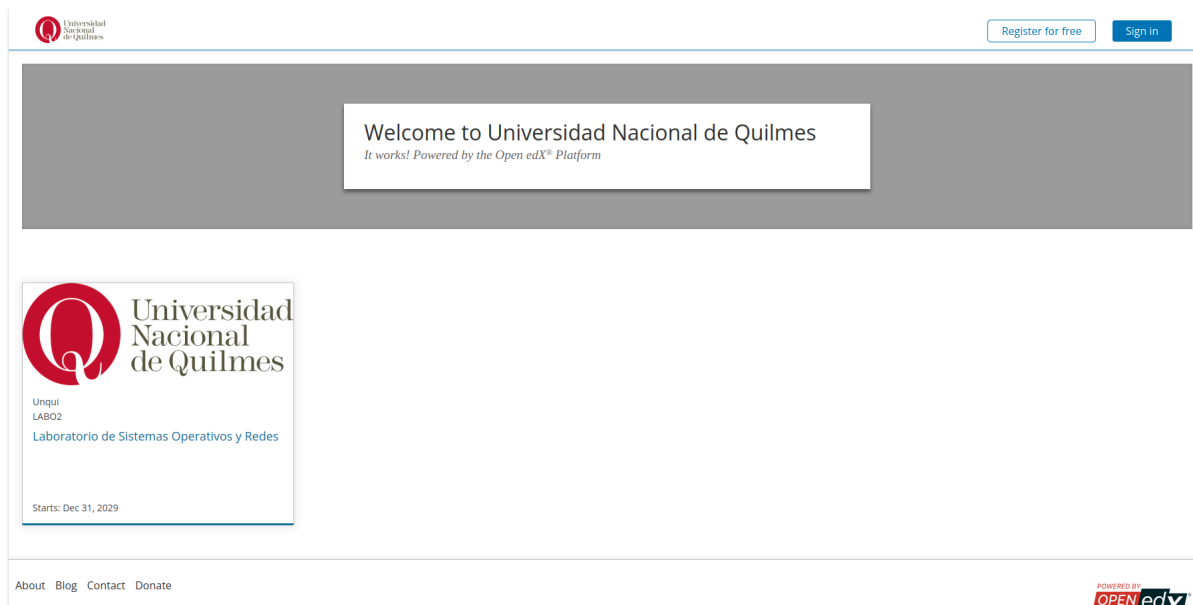 Universidad
Nacional
de Quilmes
Register for free
Sign in
Welcome to Universidad Nacional de Quilmes
It works! Powered by the Open edX® Platform
Universidad
Nacional
de Quilmes
Unqui
LABO2
Laboratorio de Sistemas Operativos y Redes
Starts: Dec 31, 2029
About Blog Contact Donate
POWERED BY
OPEN edX®